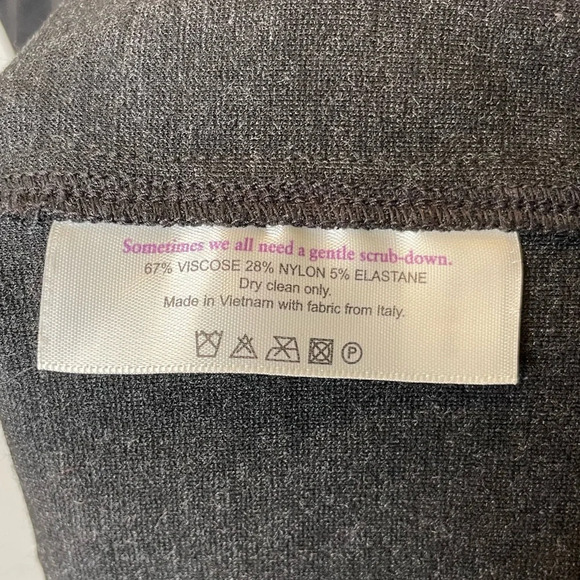 Sometimes we all need a gentle scrub-down.
67% VISCOSE 28% NYLON 5% ELASTANE
Dry clean only.
Made in Vietnam with fabric from Italy.
P